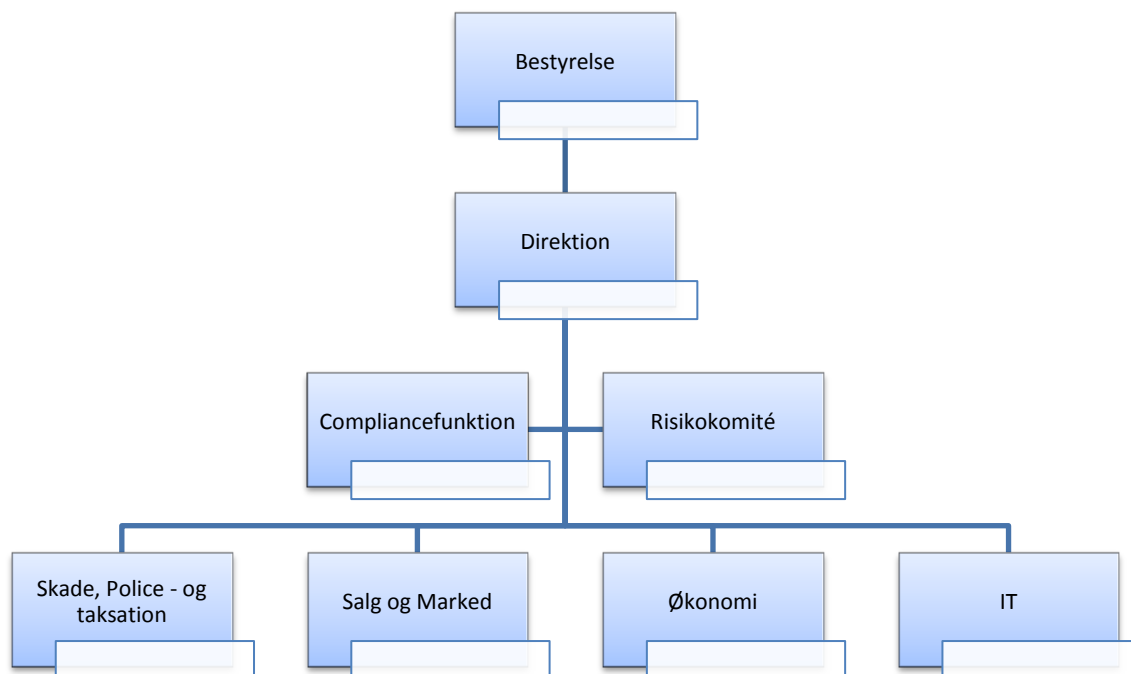 Bestyrelse
Direktion
Compliancefunktion
Risikokomité
Skade, Police - og
taksation
Salg og Marked
Økonomi
IT